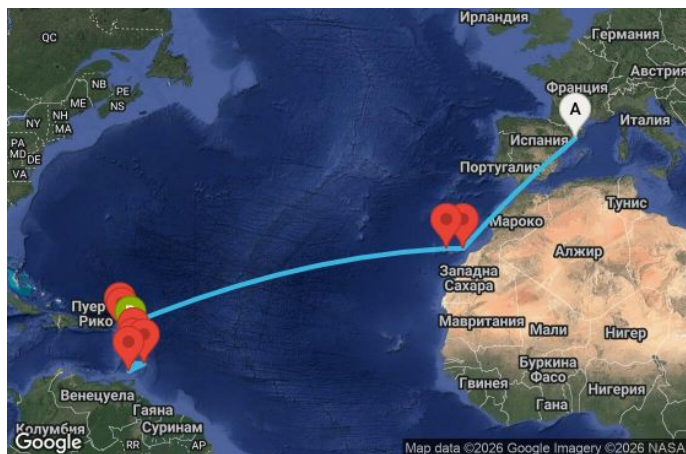 QC
Ирландия
Германия
Австрия
Франция
NB
PE
ME
NS
NY
NH
MA
PA
MD
DE
VA
A
Италия
Испания
Португалия
Тунис
Мароко
Алжир
Западна
Сахара
Пуер
Рико
Мавритания
Мали
Нигер
Буркина
Фасо
Гвинея
Нигерия
Гана
Венецуела
Гаяна
Суринам
Колумбия
RR
AP
Google
Map data ©2026 Google Imagery ©2026 NASA